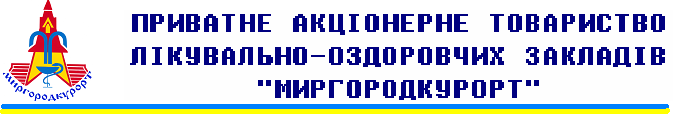 ПРИВАТНЕ АКЦІОНЕРНЕ ТОВАРИСТВО
ЛІКУВАЛЬНО-ОЗДОРОВЧИХ ЗАКЛАДІВ
"МИРГОРОДКУРОРТ"
миргородкурорт